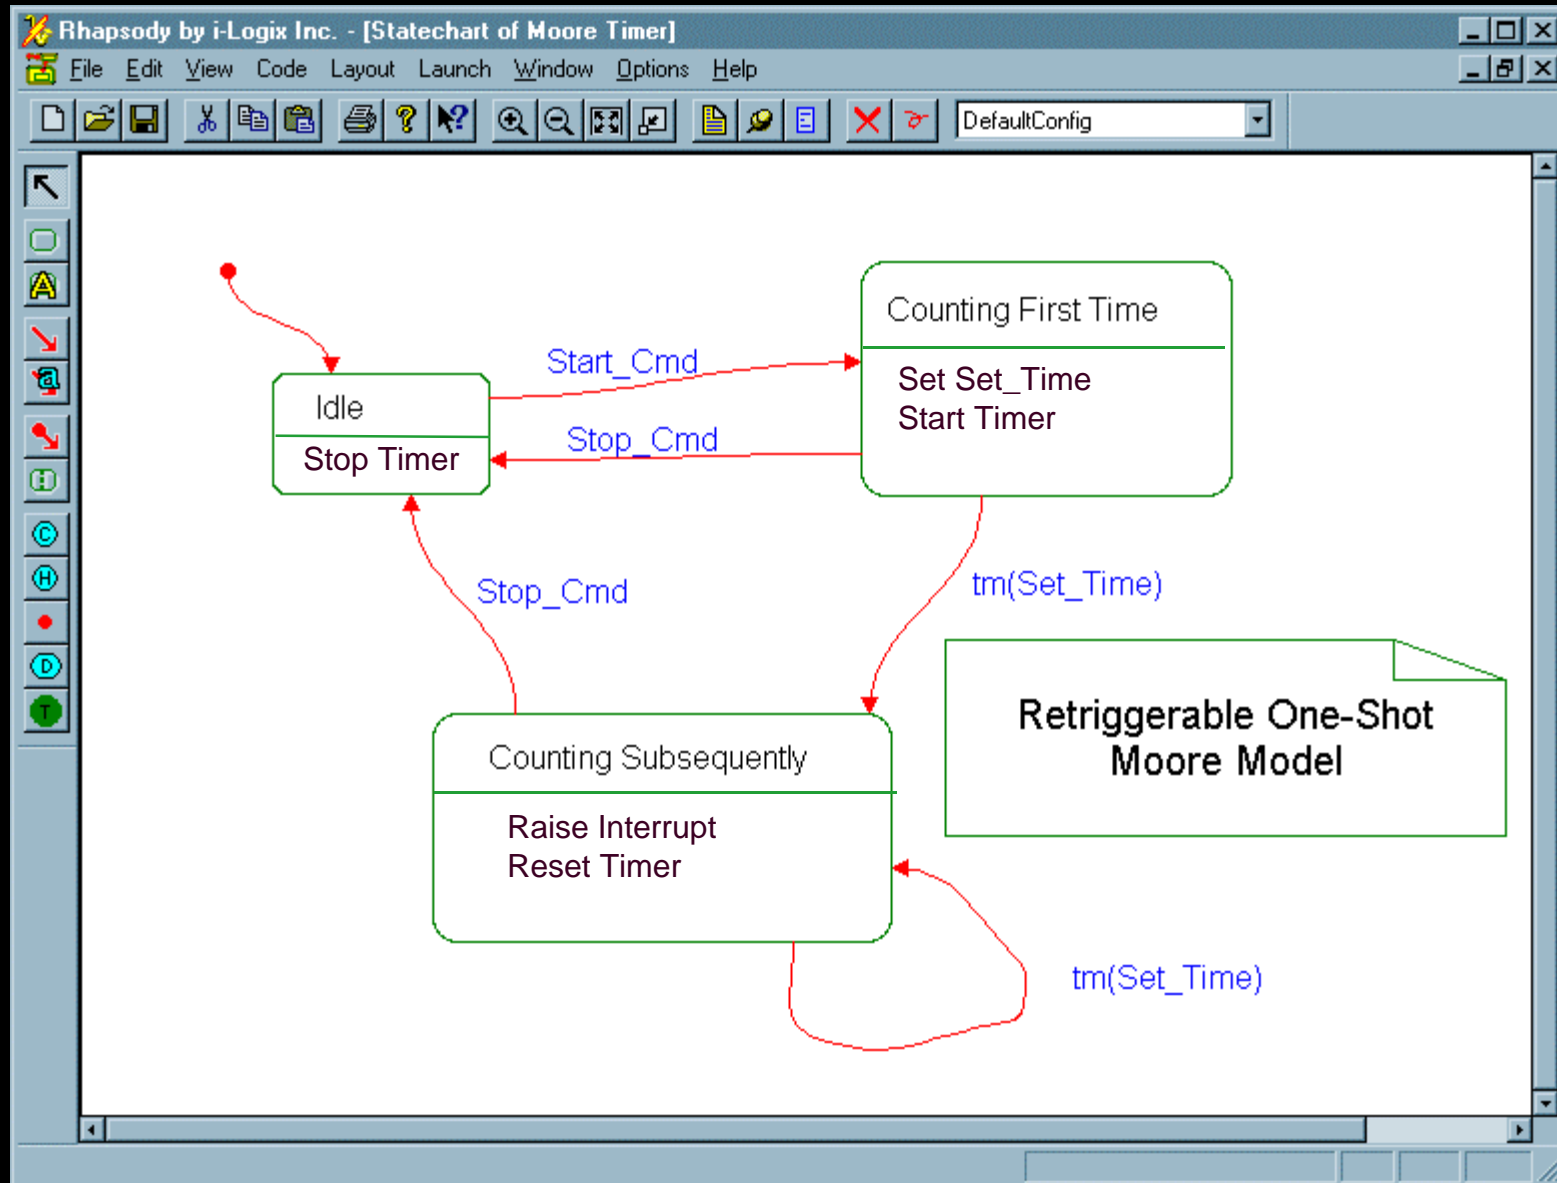 Rhapsody by i-Logix Inc. - [Statechart of Moore Timer]
File Edit View Code Layout Launch Window Options Help
DefaultConfig
Counting First Time
Set Set_Time
Start Timer
Start_Cmd
Idle
Stop Timer
Stop_Cmd
Stop_Cmd
tm(Set_Time)
Retriggerable One-Shot
Moore Model
Counting Subsequently
Raise Interrupt
Reset Timer
tm(Set_Time)
A
a
C
H
D
T